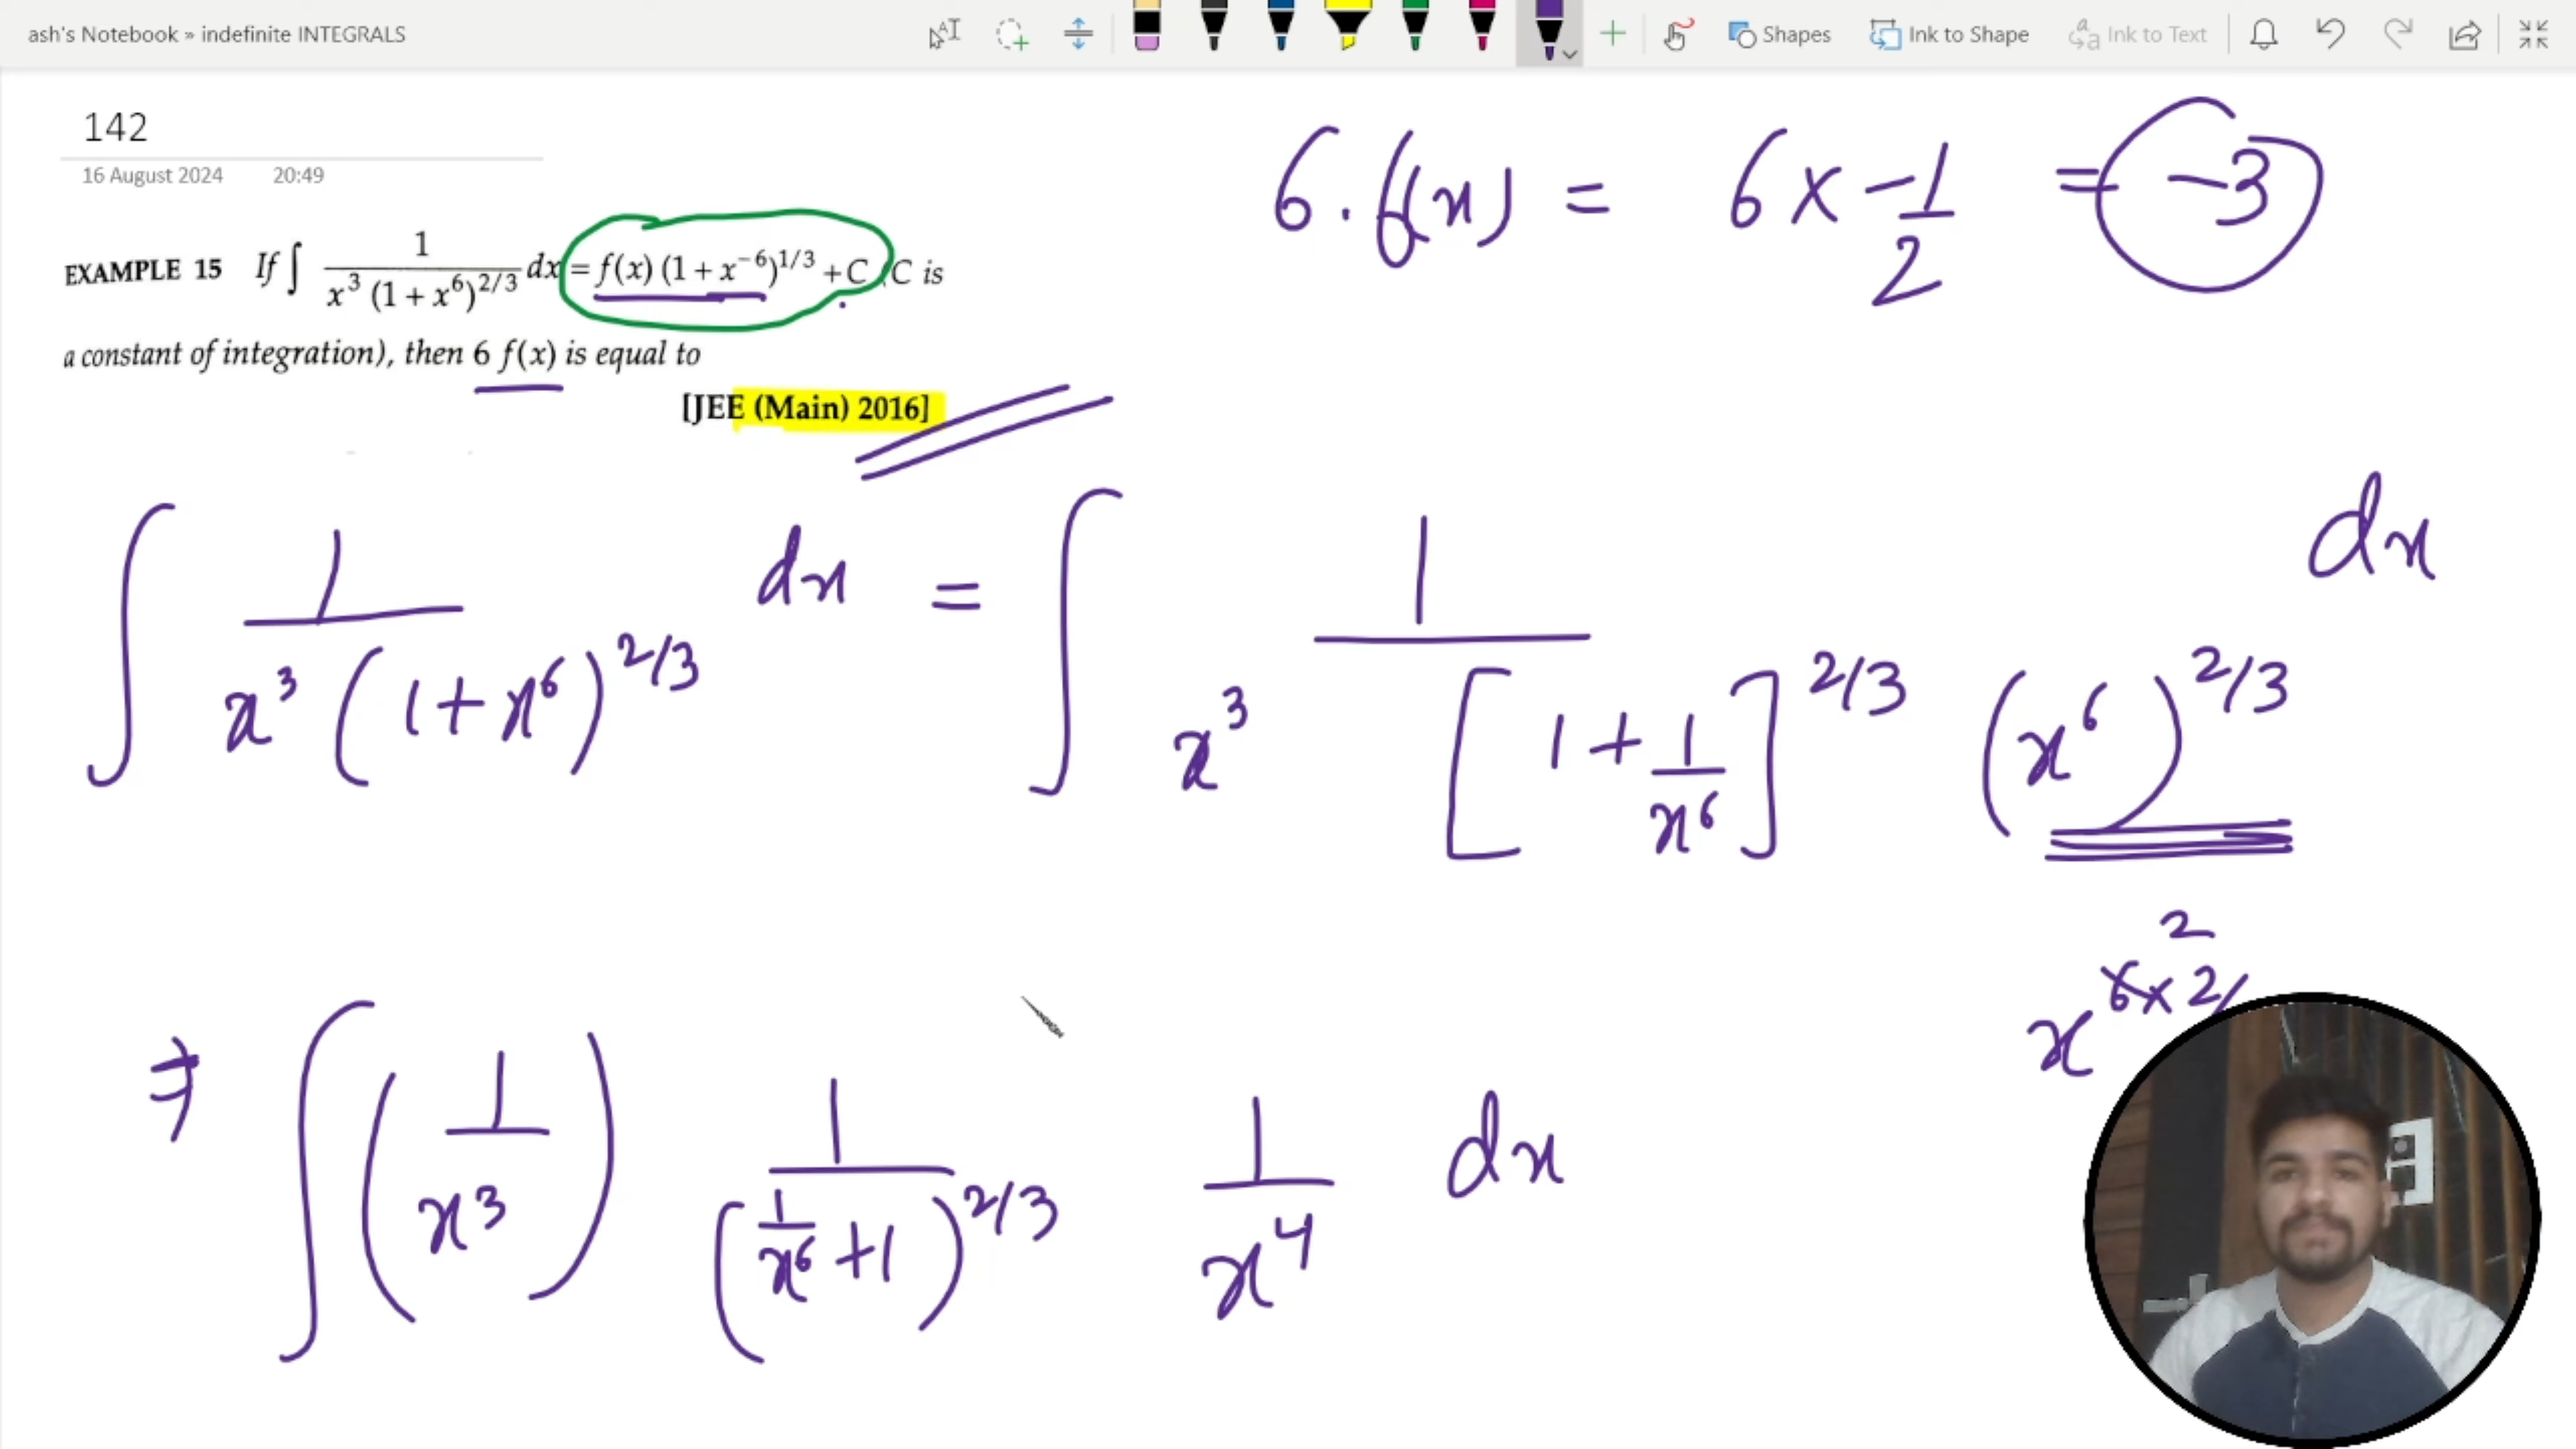 ash's Notebook » indefinite INTEGRALS
Shapes
Ink to Shape
Ink to Text
142
16 August 2024 20:49
EXAMPLE 15 If ∫ 1/(x³ (1 + x⁶)^{2/3}) dx = f(x) (1 + x⁻⁶)^{1/3} + C (C is
a constant of integration), then 6 f(x) is equal to
[JEE (Main) 2016]
6.f(x) = 6 x -1/2 = -3
∫ 1/(x³ (1 + x⁶)^{2/3}) dx = ∫ 1/(x³ [1 + 1/x⁶]^{2/3} (x⁶)^{2/3}) dx
2
x^{6x2/
⇒ ∫ (1/x³) 1/(1/x⁶ + 1)^{2/3} 1/x⁴ dx